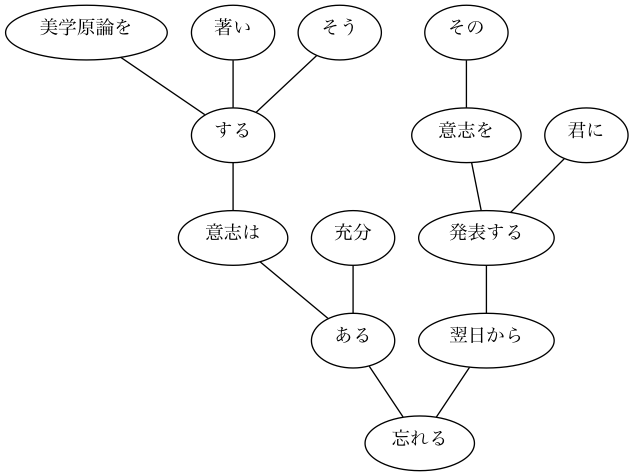 美学原論を
著い
そう
その
する
意志を
君に
意志は
充分
発表する
ある
翌日から
忘れる